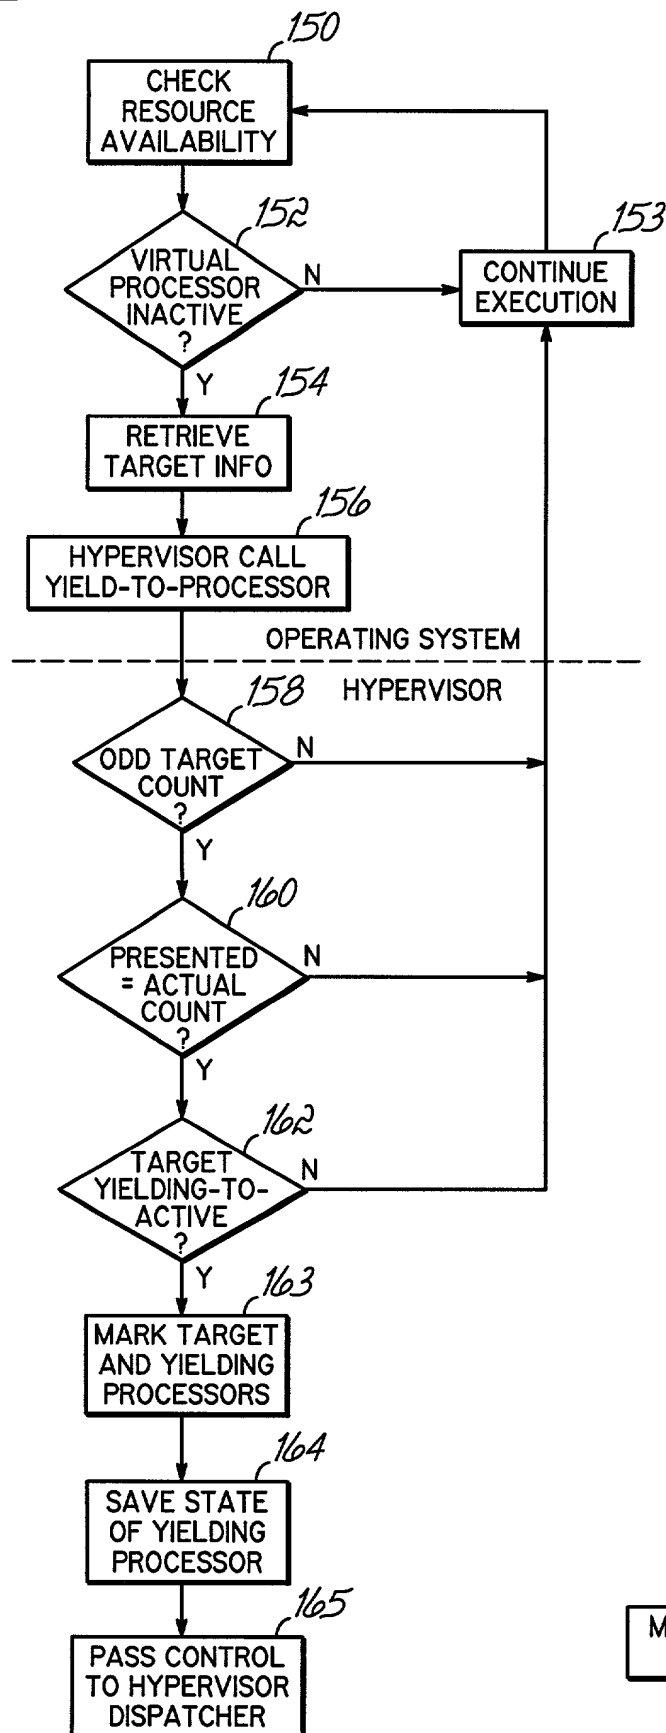 150
CHECK
RESOURCE
AVAILABILITY
152
VIRTUAL
PROCESSOR
INACTIVE
?
N
Y
153
CONTINUE
EXECUTION
154
RETRIEVE
TARGET INFO
156
HYPERVISOR CALL
YIELD-TO-PROCESSOR
OPERATING SYSTEM
HYPERVISOR
158
ODD TARGET
COUNT
?
N
Y
160
PRESENTED
= ACTUAL
COUNT
?
N
Y
162
TARGET
YIELDING-TO-
ACTIVE
?
N
Y
163
MARK TARGET
AND YIELDING
PROCESSORS
164
SAVE STATE
OF YIELDING
PROCESSOR
165
PASS CONTROL
TO HYPERVISOR
DISPATCHER
M